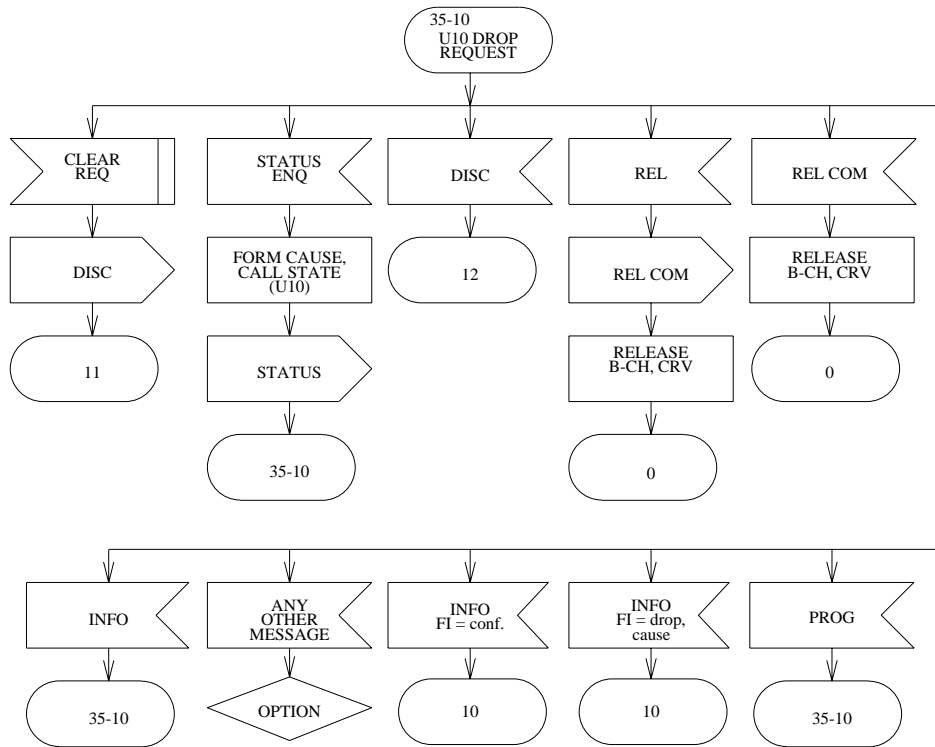 35-10
U10 DROP
REQUEST
CLEAR
REQ
STATUS
ENQ
DISC
REL
REL COM
DISC
FORM CAUSE,
CALL STATE
(U10)
12
REL COM
RELEASE
B-CH, CRV
11
STATUS
RELEASE
B-CH, CRV
0
35-10
0
INFO
ANY
OTHER
MESSAGE
INFO
FI = conf.
INFO
FI = drop,
cause
PROG
35-10
OPTION
10
10
35-10